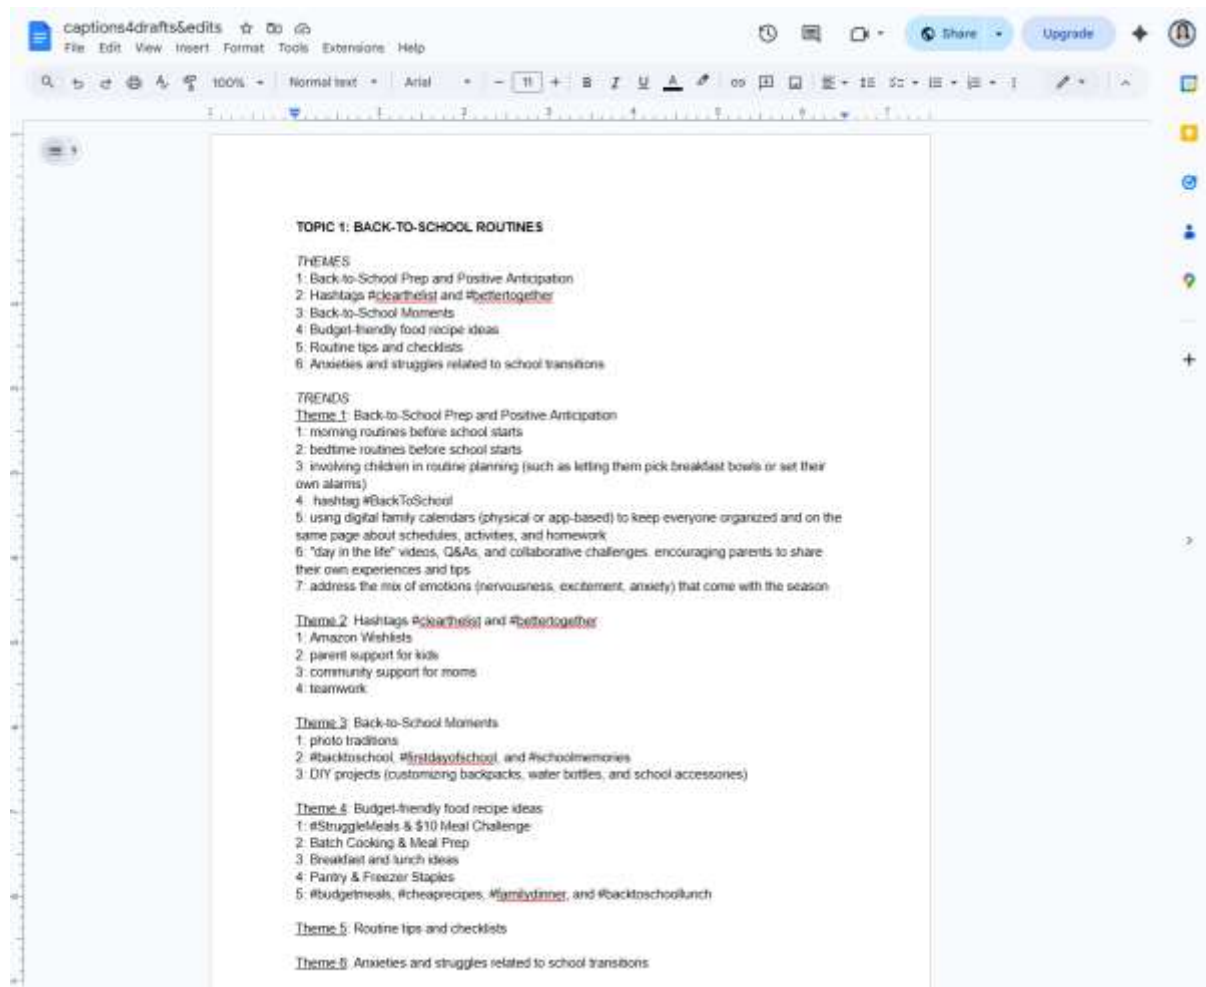 captions4drafts&edits
File Edit View Insert Format Tools Extensions Help
Share
Upgrade
100% Normal text Arial 11 B I U A
TOPIC 1: BACK-TO-SCHOOL ROUTINES
THEMES
1: Back-to-School Prep and Positive Anticipation
2: Hashtags #clearthelist and #bettertogether
3: Back-to-School Moments
4: Budget-friendly food recipe ideas
5: Routine tips and checklists
6: Anxieties and struggles related to school transitions
TRENDS
Theme 1: Back-to-School Prep and Positive Anticipation
1: morning routines before school starts
2: bedtime routines before school starts
3: involving children in routine planning (such as letting them pick breakfast bowls or set their
own alarms)
4: hashtag #BackToSchool
5: using digital family calendars (physical or app-based) to keep everyone organized and on the
same page about schedules, activities, and homework
6: "day in the life" videos, Q&As, and collaborative challenges. encouraging parents to share
their own experiences and tips
7: address the mix of emotions (nervousness, excitement, anxiety) that come with the season
Theme 2: Hashtags #clearthelist and #bettertogether
1: Amazon Wishlists
2: parent support for kids
3: community support for moms
4: teamwork
Theme 3: Back-to-School Moments
1: photo traditions
2: #backtoschool, #firstdayofschool, and #schoolmemories
3: DIY projects (customizing backpacks, water bottles, and school accessories)
Theme 4: Budget-friendly food recipe ideas
1: #StruggleMeals & $10 Meal Challenge
2: Batch Cooking & Meal Prep
3: Breakfast and lunch ideas
4: Pantry & Freezer Staples
5: #budgetmeals, #cheaprecipes, #familydinner, and #backtoschoollunch
Theme 5: Routine tips and checklists
Theme 6: Anxieties and struggles related to school transitions